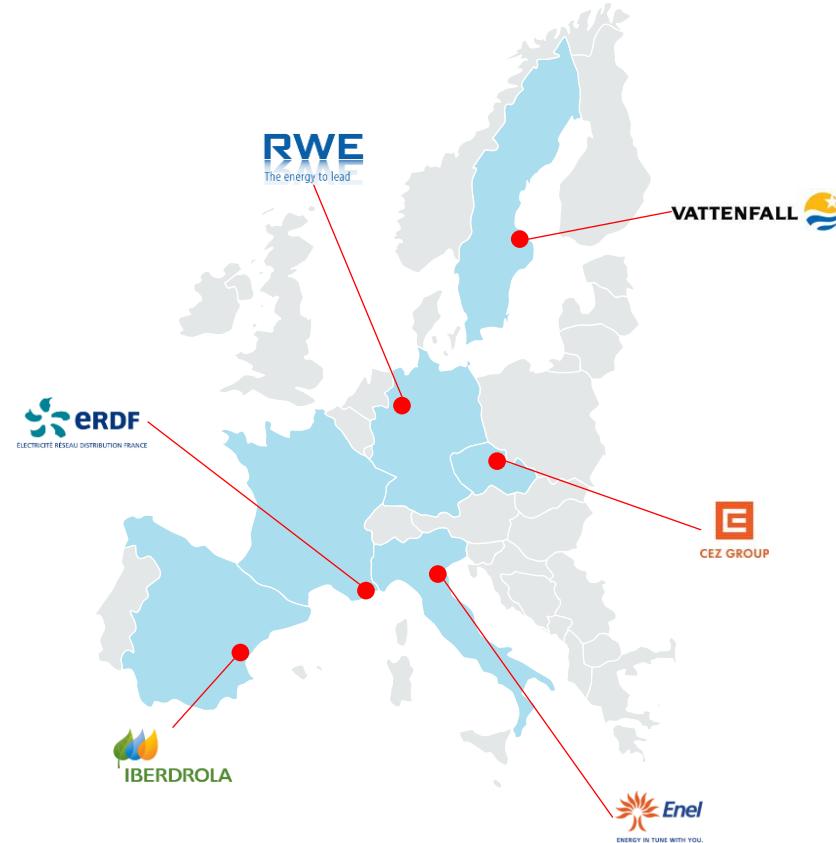 RWE
The energy to lead
VATTENFALL
eRDF
ÉLECTRICITÉ RÉSEAU DISTRIBUTION FRANCE
CEZ GROUP
IBERDROLA
Enel
ENERGY IN TUNE WITH YOU.